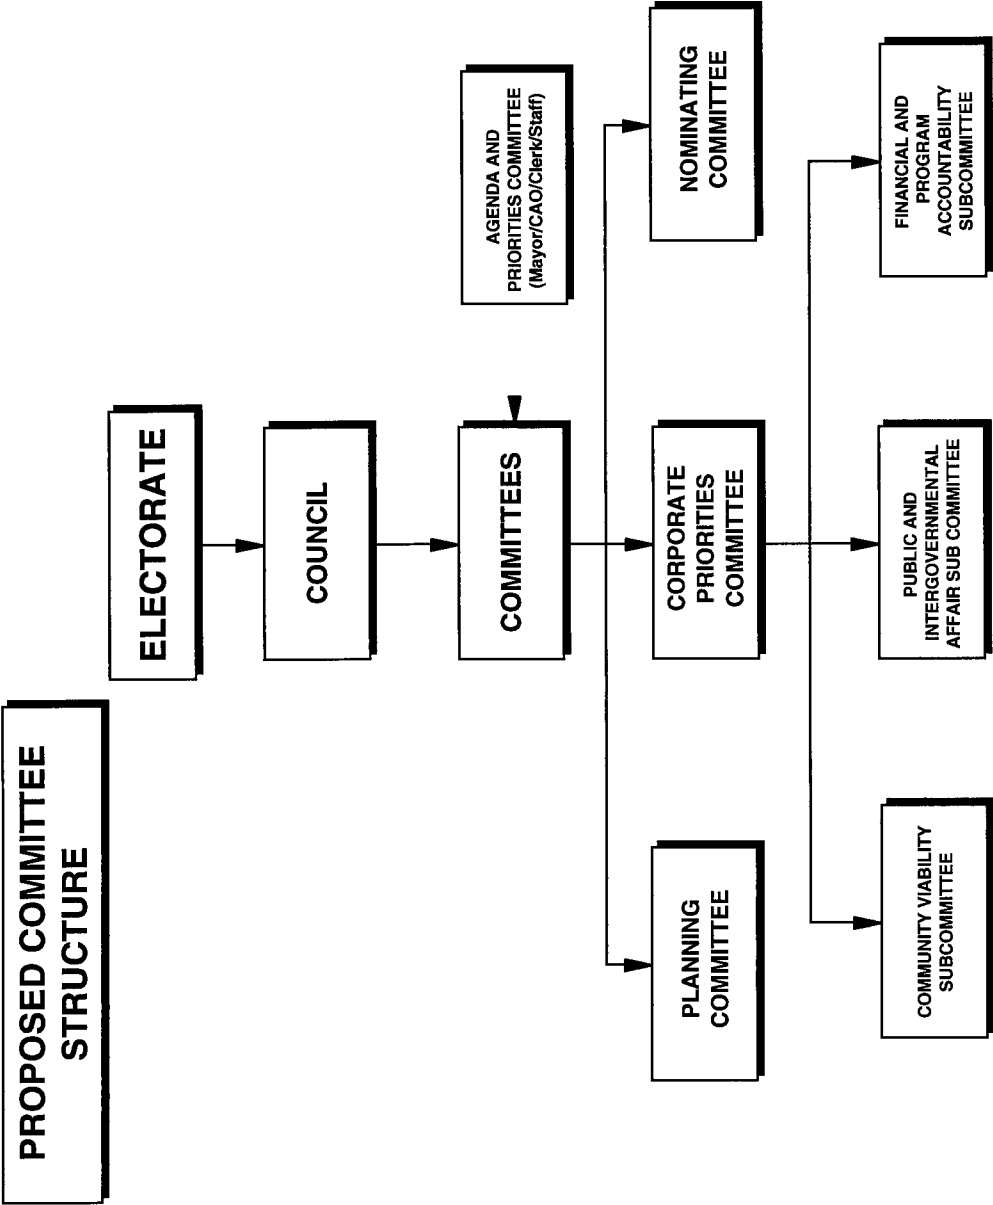 PROPOSED COMMITTEE
STRUCTURE
ELECTORATE
COUNCIL
COMMITTEES
AGENDA AND
PRIORITIES COMMITTEE
(Mayor/CAO/Clerk/Staff)
PLANNING
COMMITTEE
CORPORATE
PRIORITIES
COMMITTEE
NOMINATING
COMMITTEE
COMMUNITY VIABILITY
SUBCOMMITTEE
PUBLIC AND
INTERGOVERNMENTAL
AFFAIR SUB COMMITTEE
FINANCIAL AND
PROGRAM
ACCOUNTABILITY
SUBCOMMITTEE